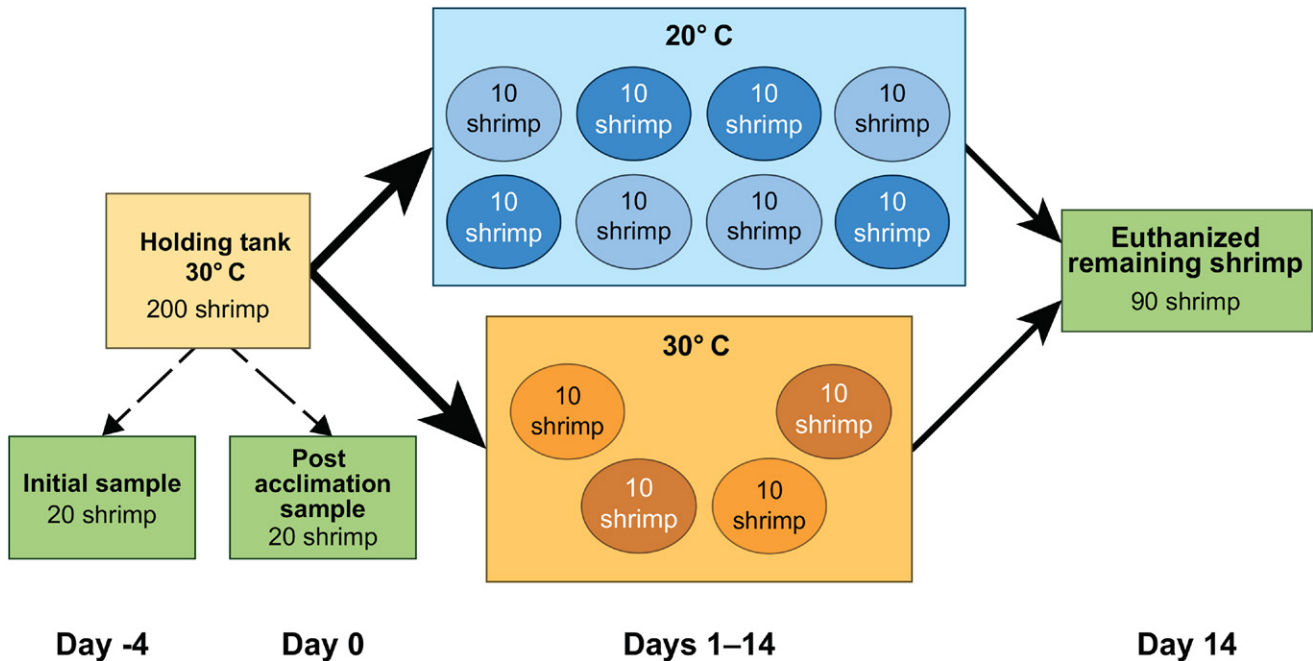 20° C
10
shrimp
10
shrimp
10
shrimp
10
shrimp
10
shrimp
10
shrimp
10
shrimp
10
shrimp
Holding tank
30° C
200 shrimp
Euthanized
remaining shrimp
90 shrimp
30° C
10
shrimp
10
shrimp
10
shrimp
10
shrimp
Initial sample
20 shrimp
Post
acclimation
sample
20 shrimp
Day -4
Day 0
Days 1–14
Day 14